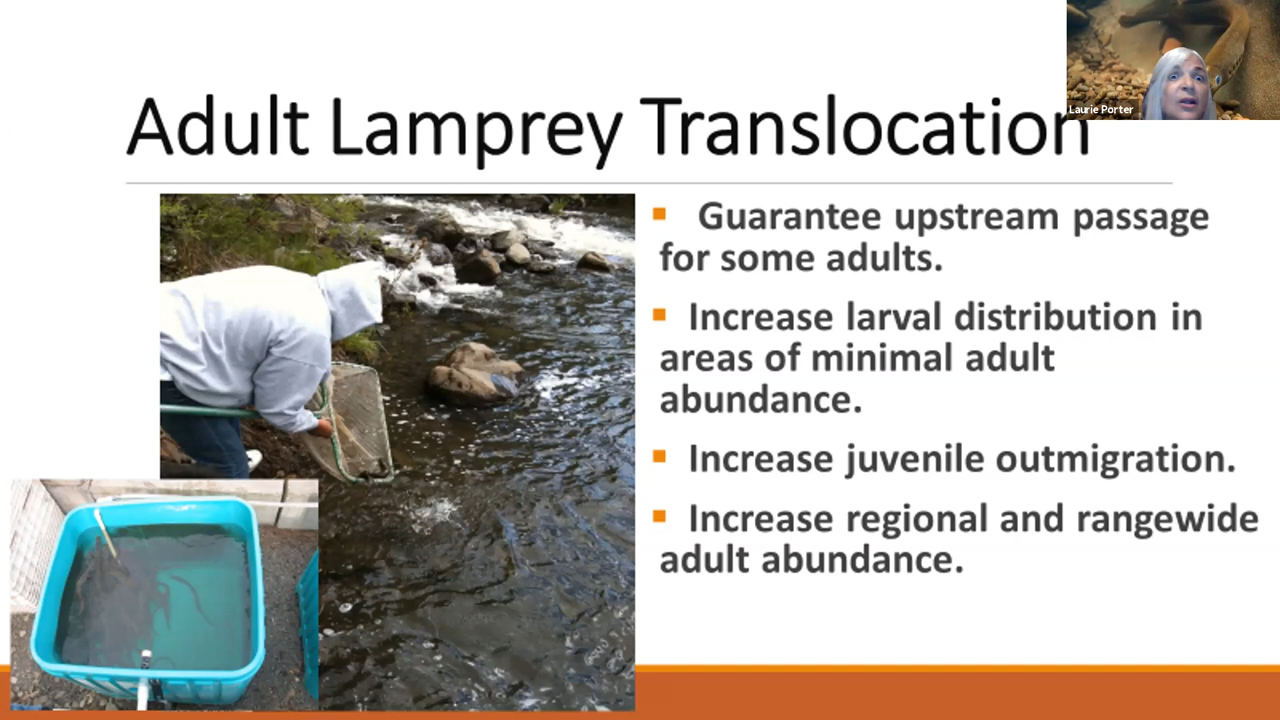 Laurie Porter
Adult Lamprey Translocation
▪ Guarantee upstream passage
for some adults.
▪ Increase larval distribution in
areas of minimal adult
abundance.
▪ Increase juvenile outmigration.
▪ Increase regional and rangewide
adult abundance.